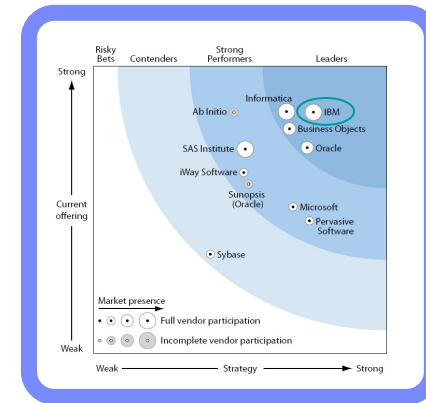 Risky
Bets
Contenders
Strong
Performers
Leaders
Strong
Informatica
Ab Initio
IBM
Business Objects
SAS Institute
Oracle
iWay Software
Sunopsis
(Oracle)
Current
offering
Microsoft
Pervasive
Software
Sybase
Market presence
Full vendor participation
Incomplete vendor participation
Weak
Weak
Strategy
Strong